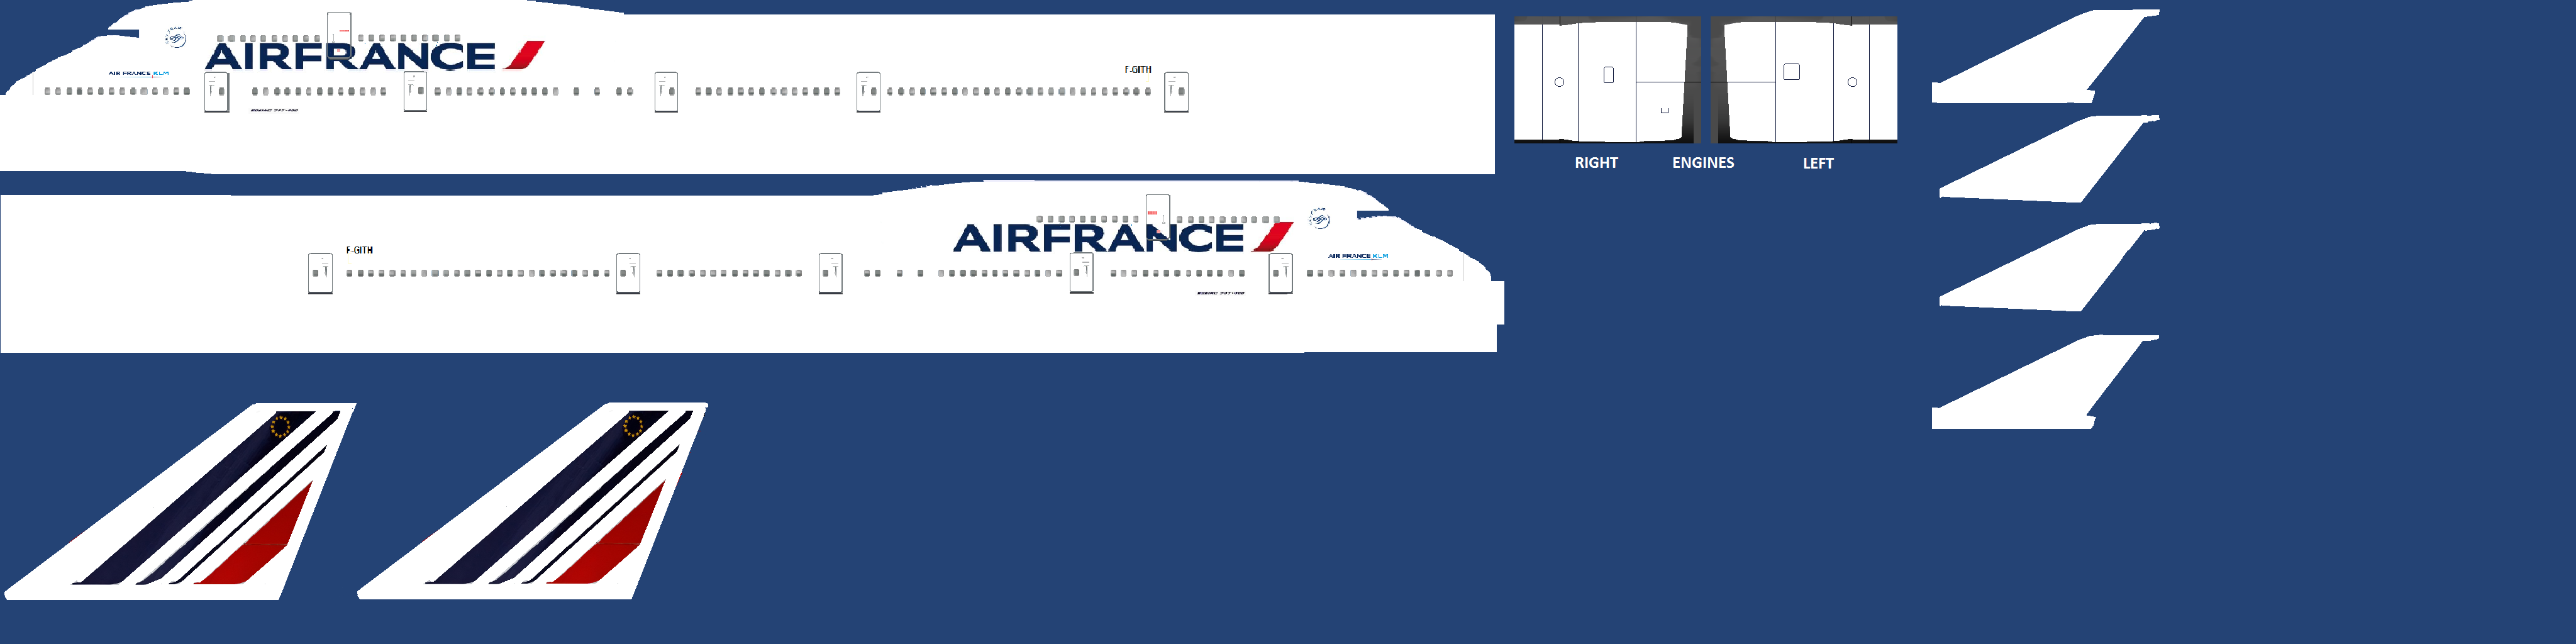 AIRFRANCE
AIR FRANCE KLM
F-GITH
BOEING 747-400
RIGHT ENGINES LEFT
F-GITH
AIRFRANCE
AIR FRANCE KLM
BOEING 747-400